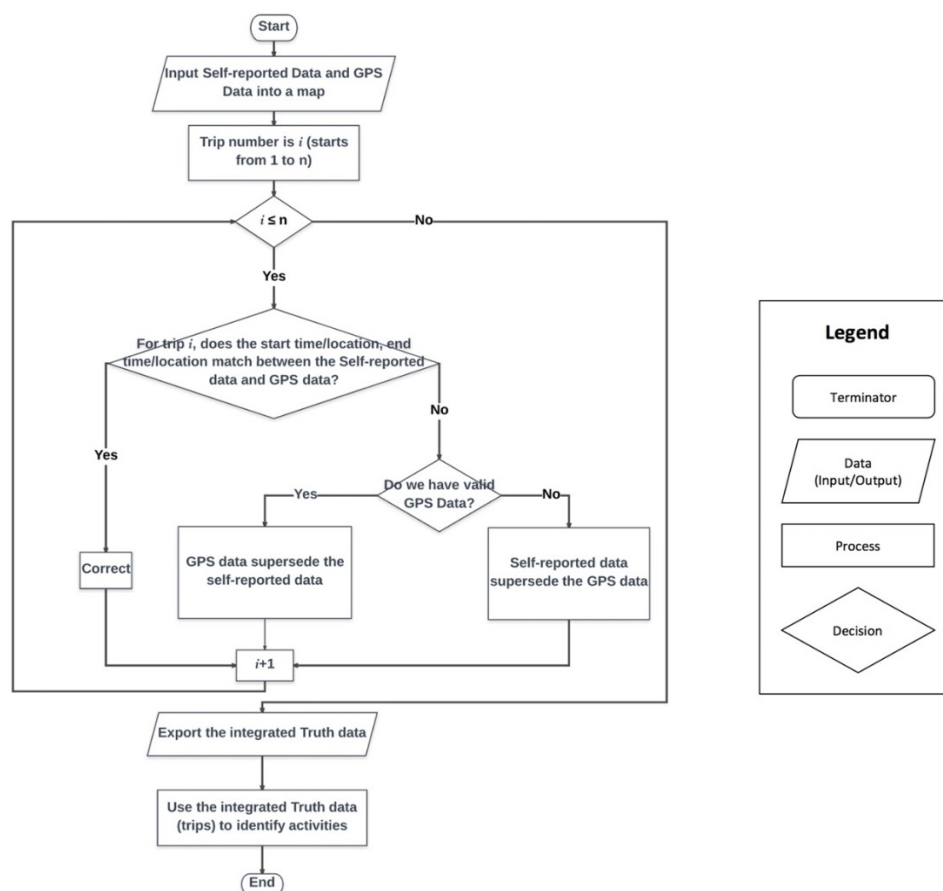 Start
Input Self-reported Data and GPS
Data into a map
Trip number is i (starts
from 1 to n)
i ≤ n
No
Yes
For trip i, does the start time/location, end
time/location match between the Self-reported
data and GPS data?
No
Yes
Do we have valid
GPS Data?
Yes
No
Correct
GPS data supersede the
self-reported data
Self-reported data
supersede the GPS data
i+1
Export the integrated Truth data
Use the integrated Truth data
(trips) to identify activities
End
Legend
Terminator
Data
(Input/Output)
Process
Decision